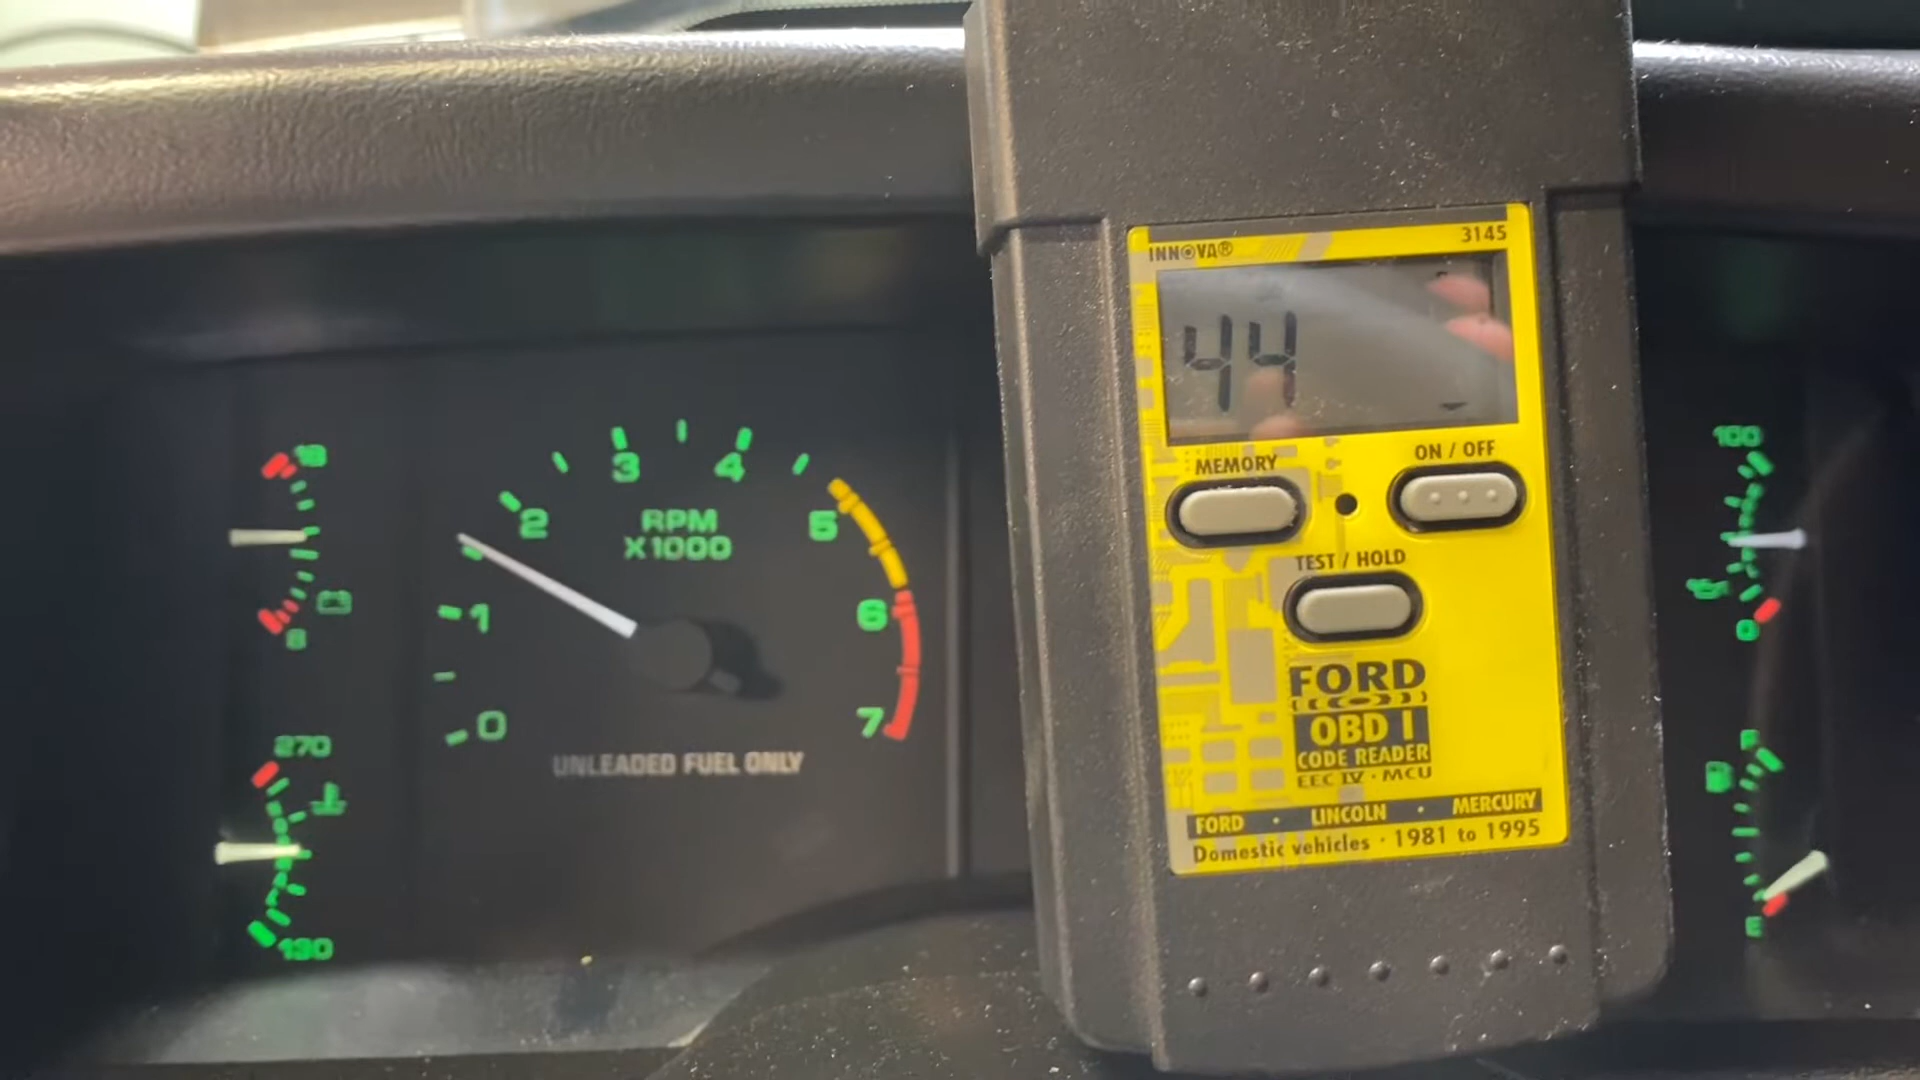 18
8
270
130
0
1
2
3
4
5
6
7
RPM
X1000
UNLEADED FUEL ONLY
INNOVA®
3145
44
MEMORY
ON / OFF
TEST / HOLD
FORD
OBD I
CODE READER
EEC IV · MCU
FORD · LINCOLN · MERCURY
Domestic vehicles · 1981 to 1995
100
0
F
E